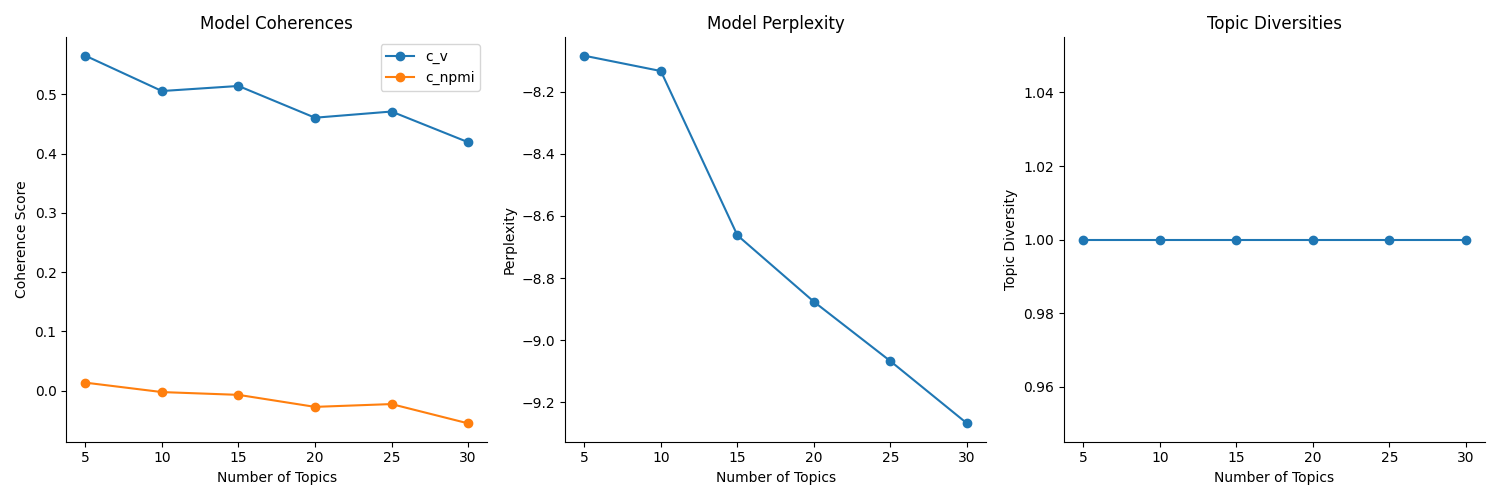 Model Coherences
c_v
c_npmi
0.5
0.4
0.3
0.2
0.1
0.0
Coherence Score
5 10 15 20 25 30
Number of Topics
Model Perplexity
−8.2
−8.4
−8.6
−8.8
−9.0
−9.2
Perplexity
5 10 15 20 25 30
Number of Topics
Topic Diversities
1.04
1.02
1.00
0.98
0.96
Topic Diversity
5 10 15 20 25 30
Number of Topics